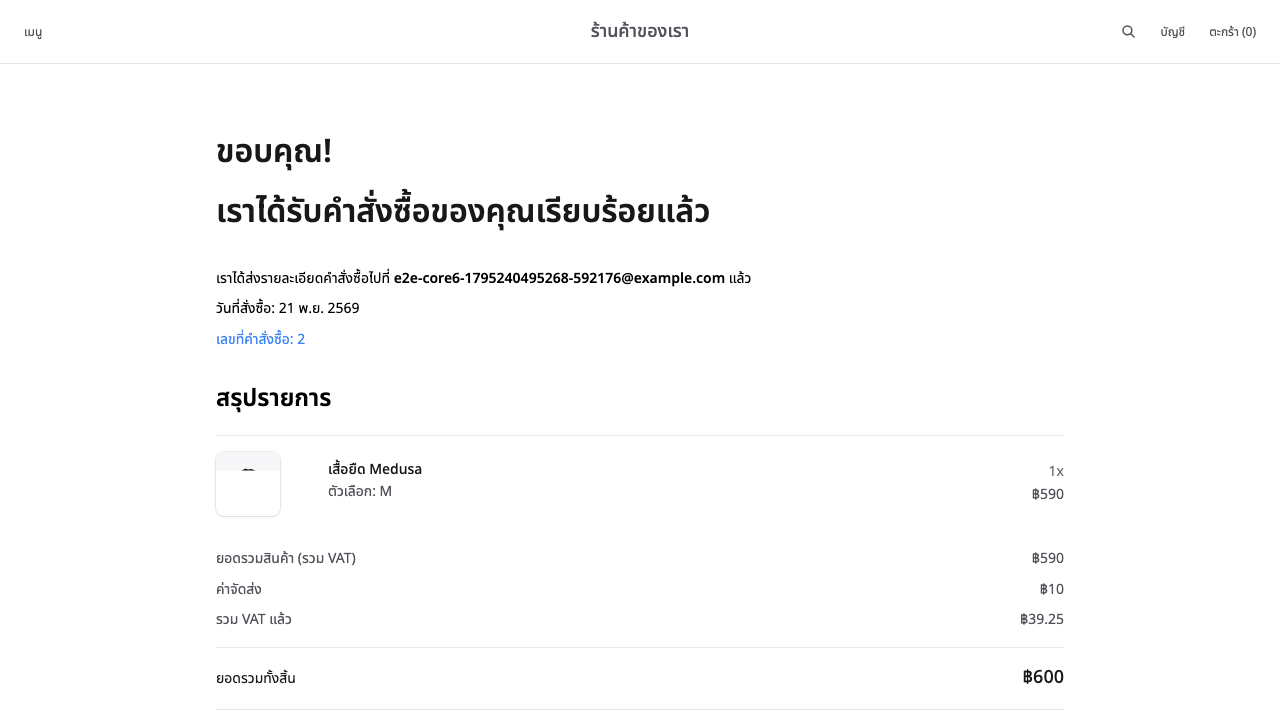 เมนู
ร้านค้าของเรา
บัญชี
ตะกร้า (0)
ขอบคุณ!
เราได้รับคำสั่งซื้อของคุณเรียบร้อยแล้ว
เราได้ส่งรายละเอียดคำสั่งซื้อไปที่ e2e-core6-1795240495268-592176@example.com แล้ว
วันที่สั่งซื้อ: 21 พ.ย. 2569
เลขที่คำสั่งซื้อ: 2
สรุปรายการ
เสื้อยืด Medusa
1x
ตัวเลือก: M
฿590
ยอดรวมสินค้า (รวม VAT)
฿590
ค่าจัดส่ง
฿10
รวม VAT แล้ว
฿39.25
ยอดรวมทั้งสิ้น
฿600